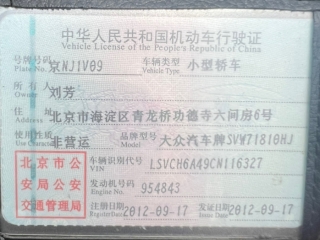 中华人民共和国机动车行驶证
Vehicle License of the People's Republic of China
号牌号码 京NJ1V09 车辆类型 小型轿车
Plate No. Vehicle Type
所有人 刘芳
Owner
住址 北京市海淀区青龙桥功德寺六间房6号
Address
使用性质 非营运 品牌型号 大众汽车牌SVW71810HJ
Use Character Model
北京市公 车辆识别代号 LSVCH6A49CN116327
VIN
安局公安 发动机号码 954843
Engine No.
交通管理局 注册日期 2012-09-17 发证日期 2012-09-17
Register Date Issue Date